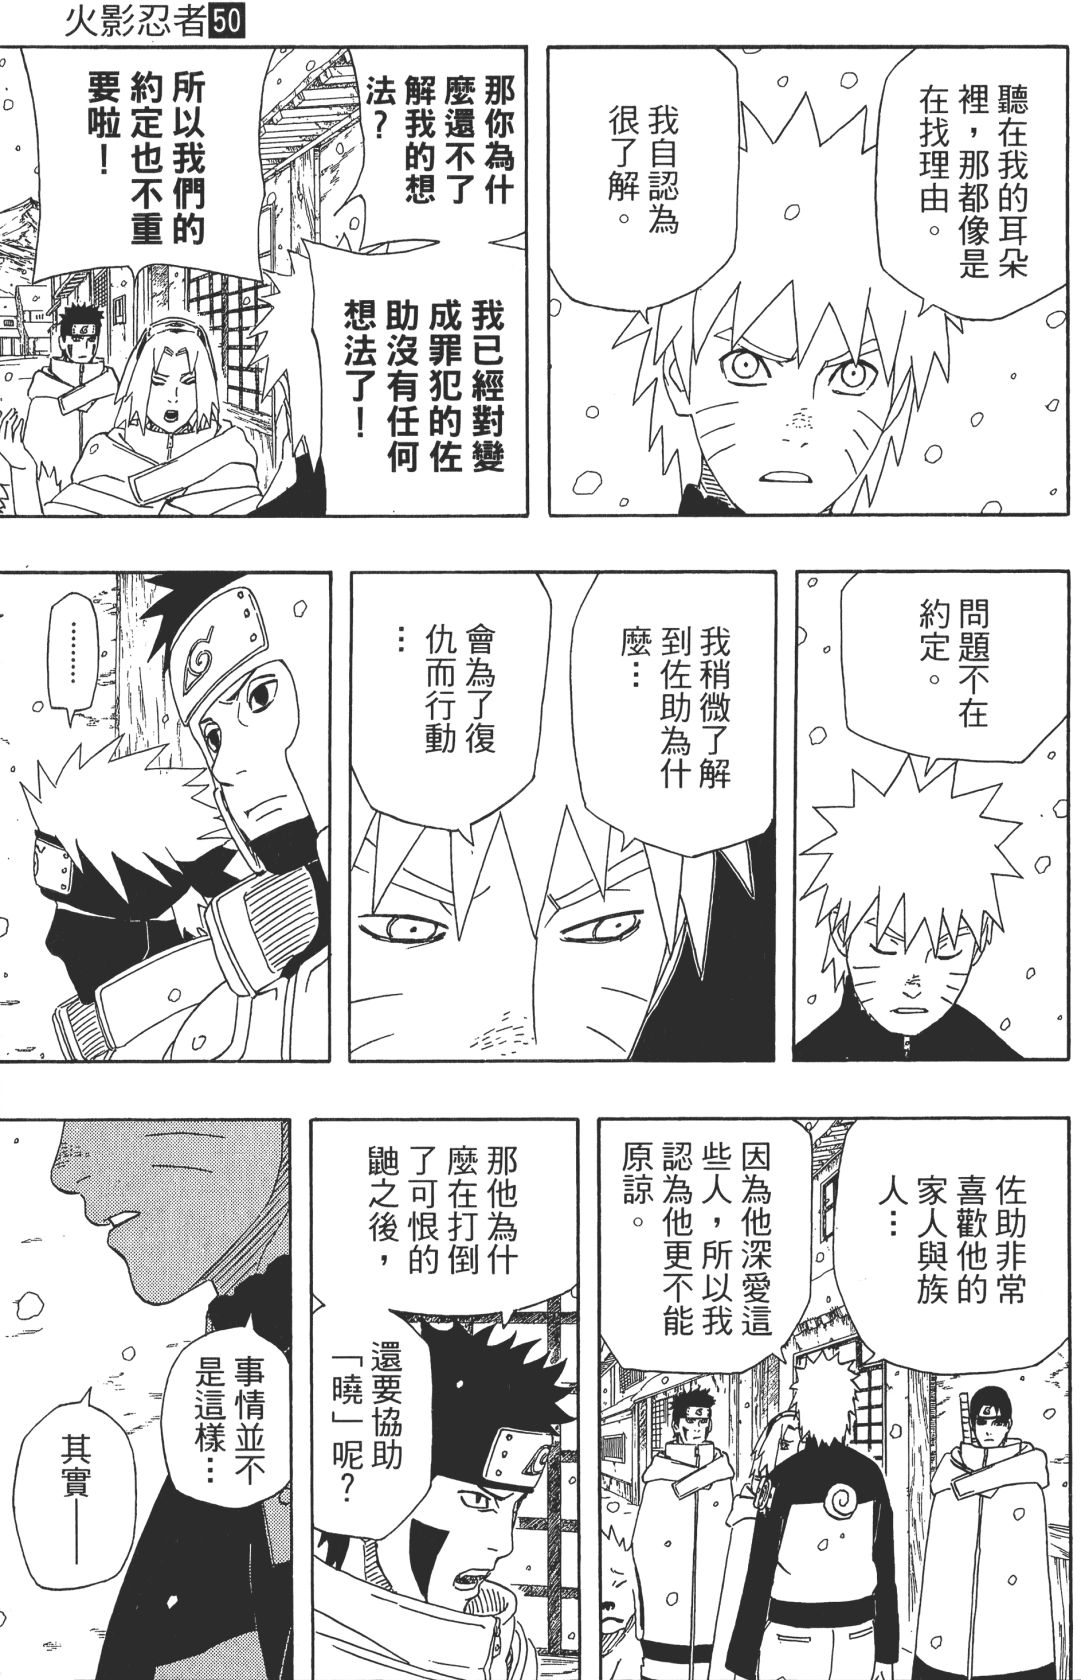 火影忍者50
聽在我的耳朵
裡，那都像是
在找理由。
我自認為
很了解。
那你為什
麼還不了
解我的想
法？
我已經對變
成罪犯的佐
助沒有任何
想法了！
所以我們的
約定也不重
要啦！
問題不在
約定。
我稍微了解
到佐助為什
麼…
會為了復
仇而行動
…
………
佐助非常
喜歡他的
家人與族
人…
因為他深愛這
些人，所以我
認為他更不能
原諒。
那他為什
麼在打倒
了可恨的
鼬之後，
還要協助
「曉」呢？
事情並不
是這樣…
其實──